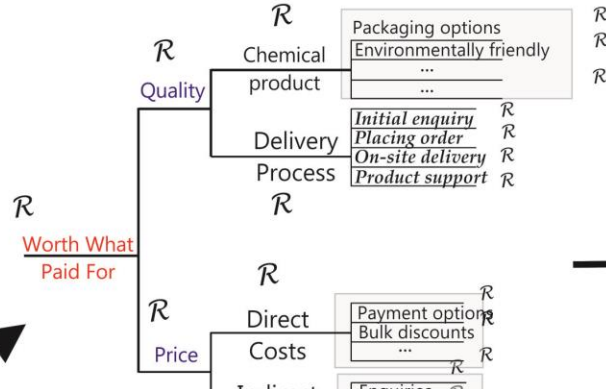 ℛ
Packaging options
ℛ
Environmentally friendly
ℛ
ℛ
Chemical
product
...
ℛ
...
Quality
Initial enquiry
ℛ
Placing order
ℛ
On-site delivery
ℛ
Product support
ℛ
Delivery
Process
ℛ
ℛ
Worth What
Paid For
ℛ
ℛ
Direct
Costs
ℛ
Payment options
ℛ
Bulk discounts
...
ℛ
ℛ
Price